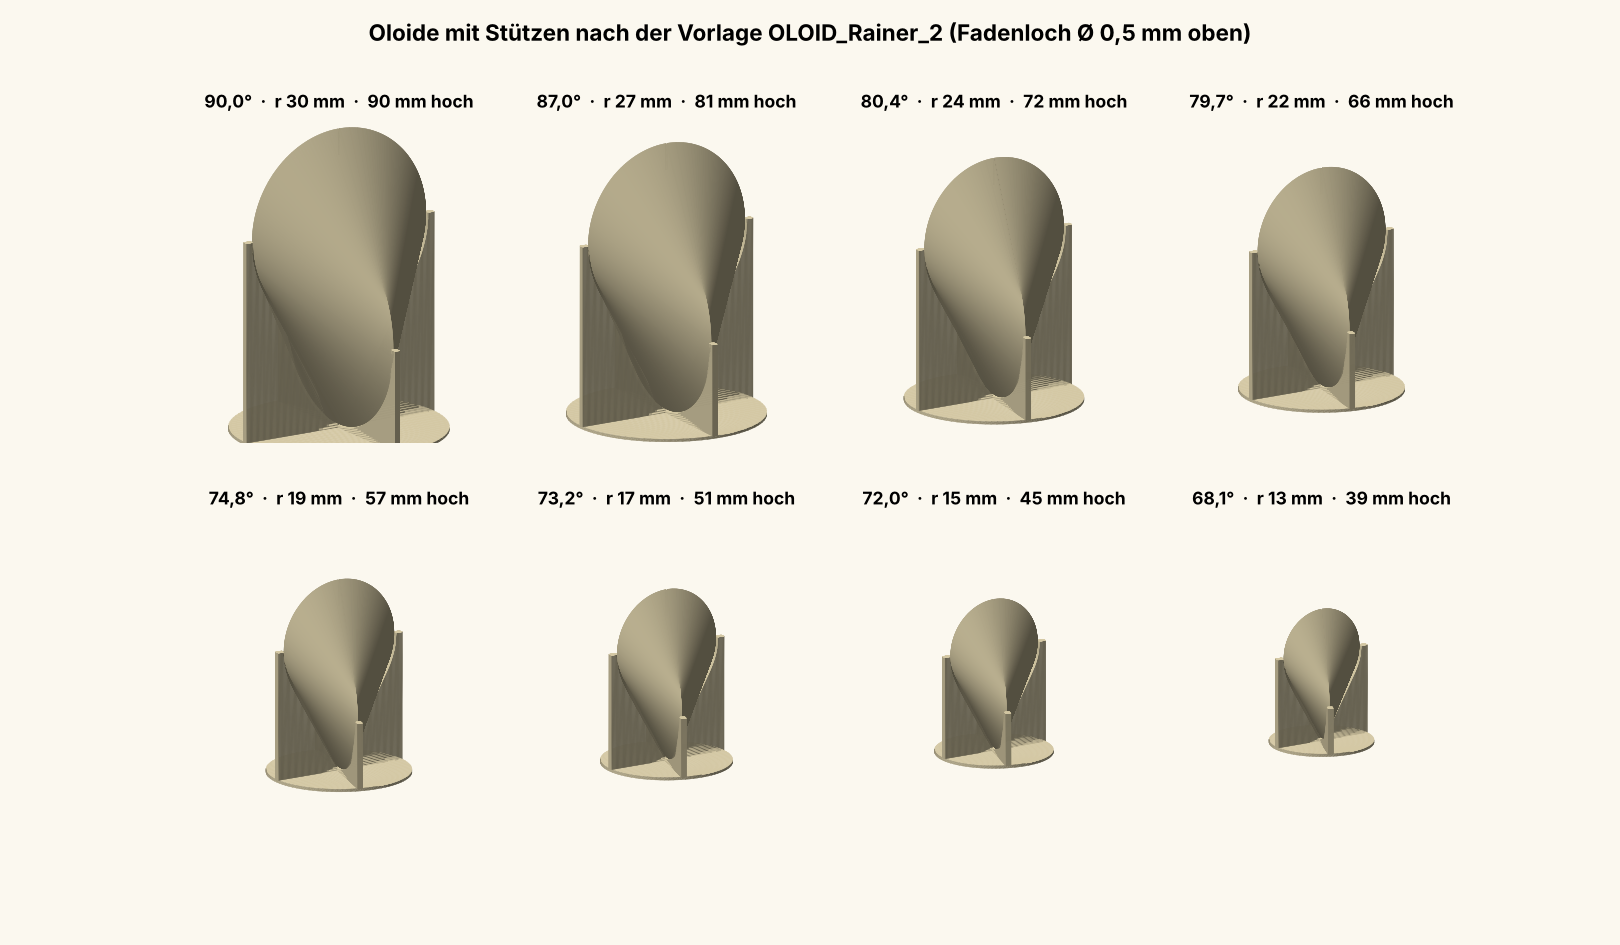 Oloide mit Stützen nach der Vorlage OLOID_Rainer_2 (Fadenloch Ø 0,5 mm oben)
90,0° · r 30 mm · 90 mm hoch
87,0° · r 27 mm · 81 mm hoch
80,4° · r 24 mm · 72 mm hoch
79,7° · r 22 mm · 66 mm hoch
74,8° · r 19 mm · 57 mm hoch
73,2° · r 17 mm · 51 mm hoch
72,0° · r 15 mm · 45 mm hoch
68,1° · r 13 mm · 39 mm hoch